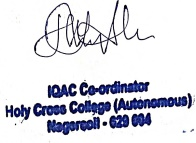 IQAC Co-ordinator
Holy Cross College (Autonomous)
Nagercoil - 629 004